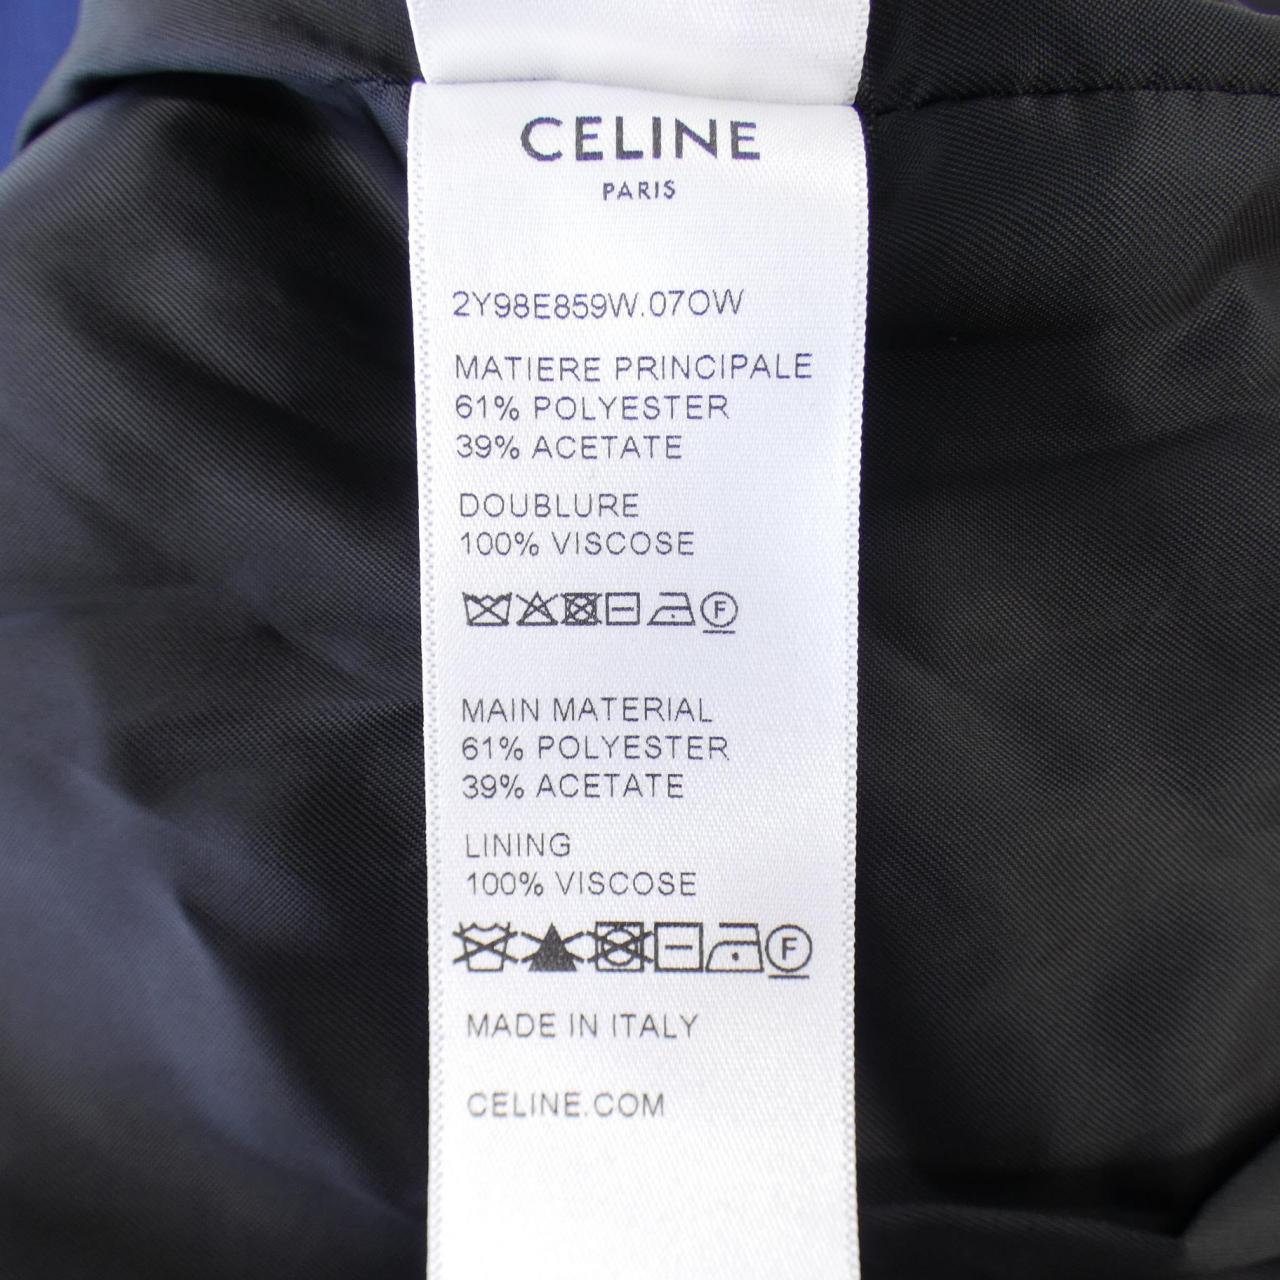 CELINE
PARIS
2Y98E859W.07OW
MATIERE PRINCIPALE
61% POLYESTER
39% ACETATE
DOUBLURE
100% VISCOSE
F
MAIN MATERIAL
61% POLYESTER
39% ACETATE
LINING
100% VISCOSE
F
MADE IN ITALY
CELINE.COM